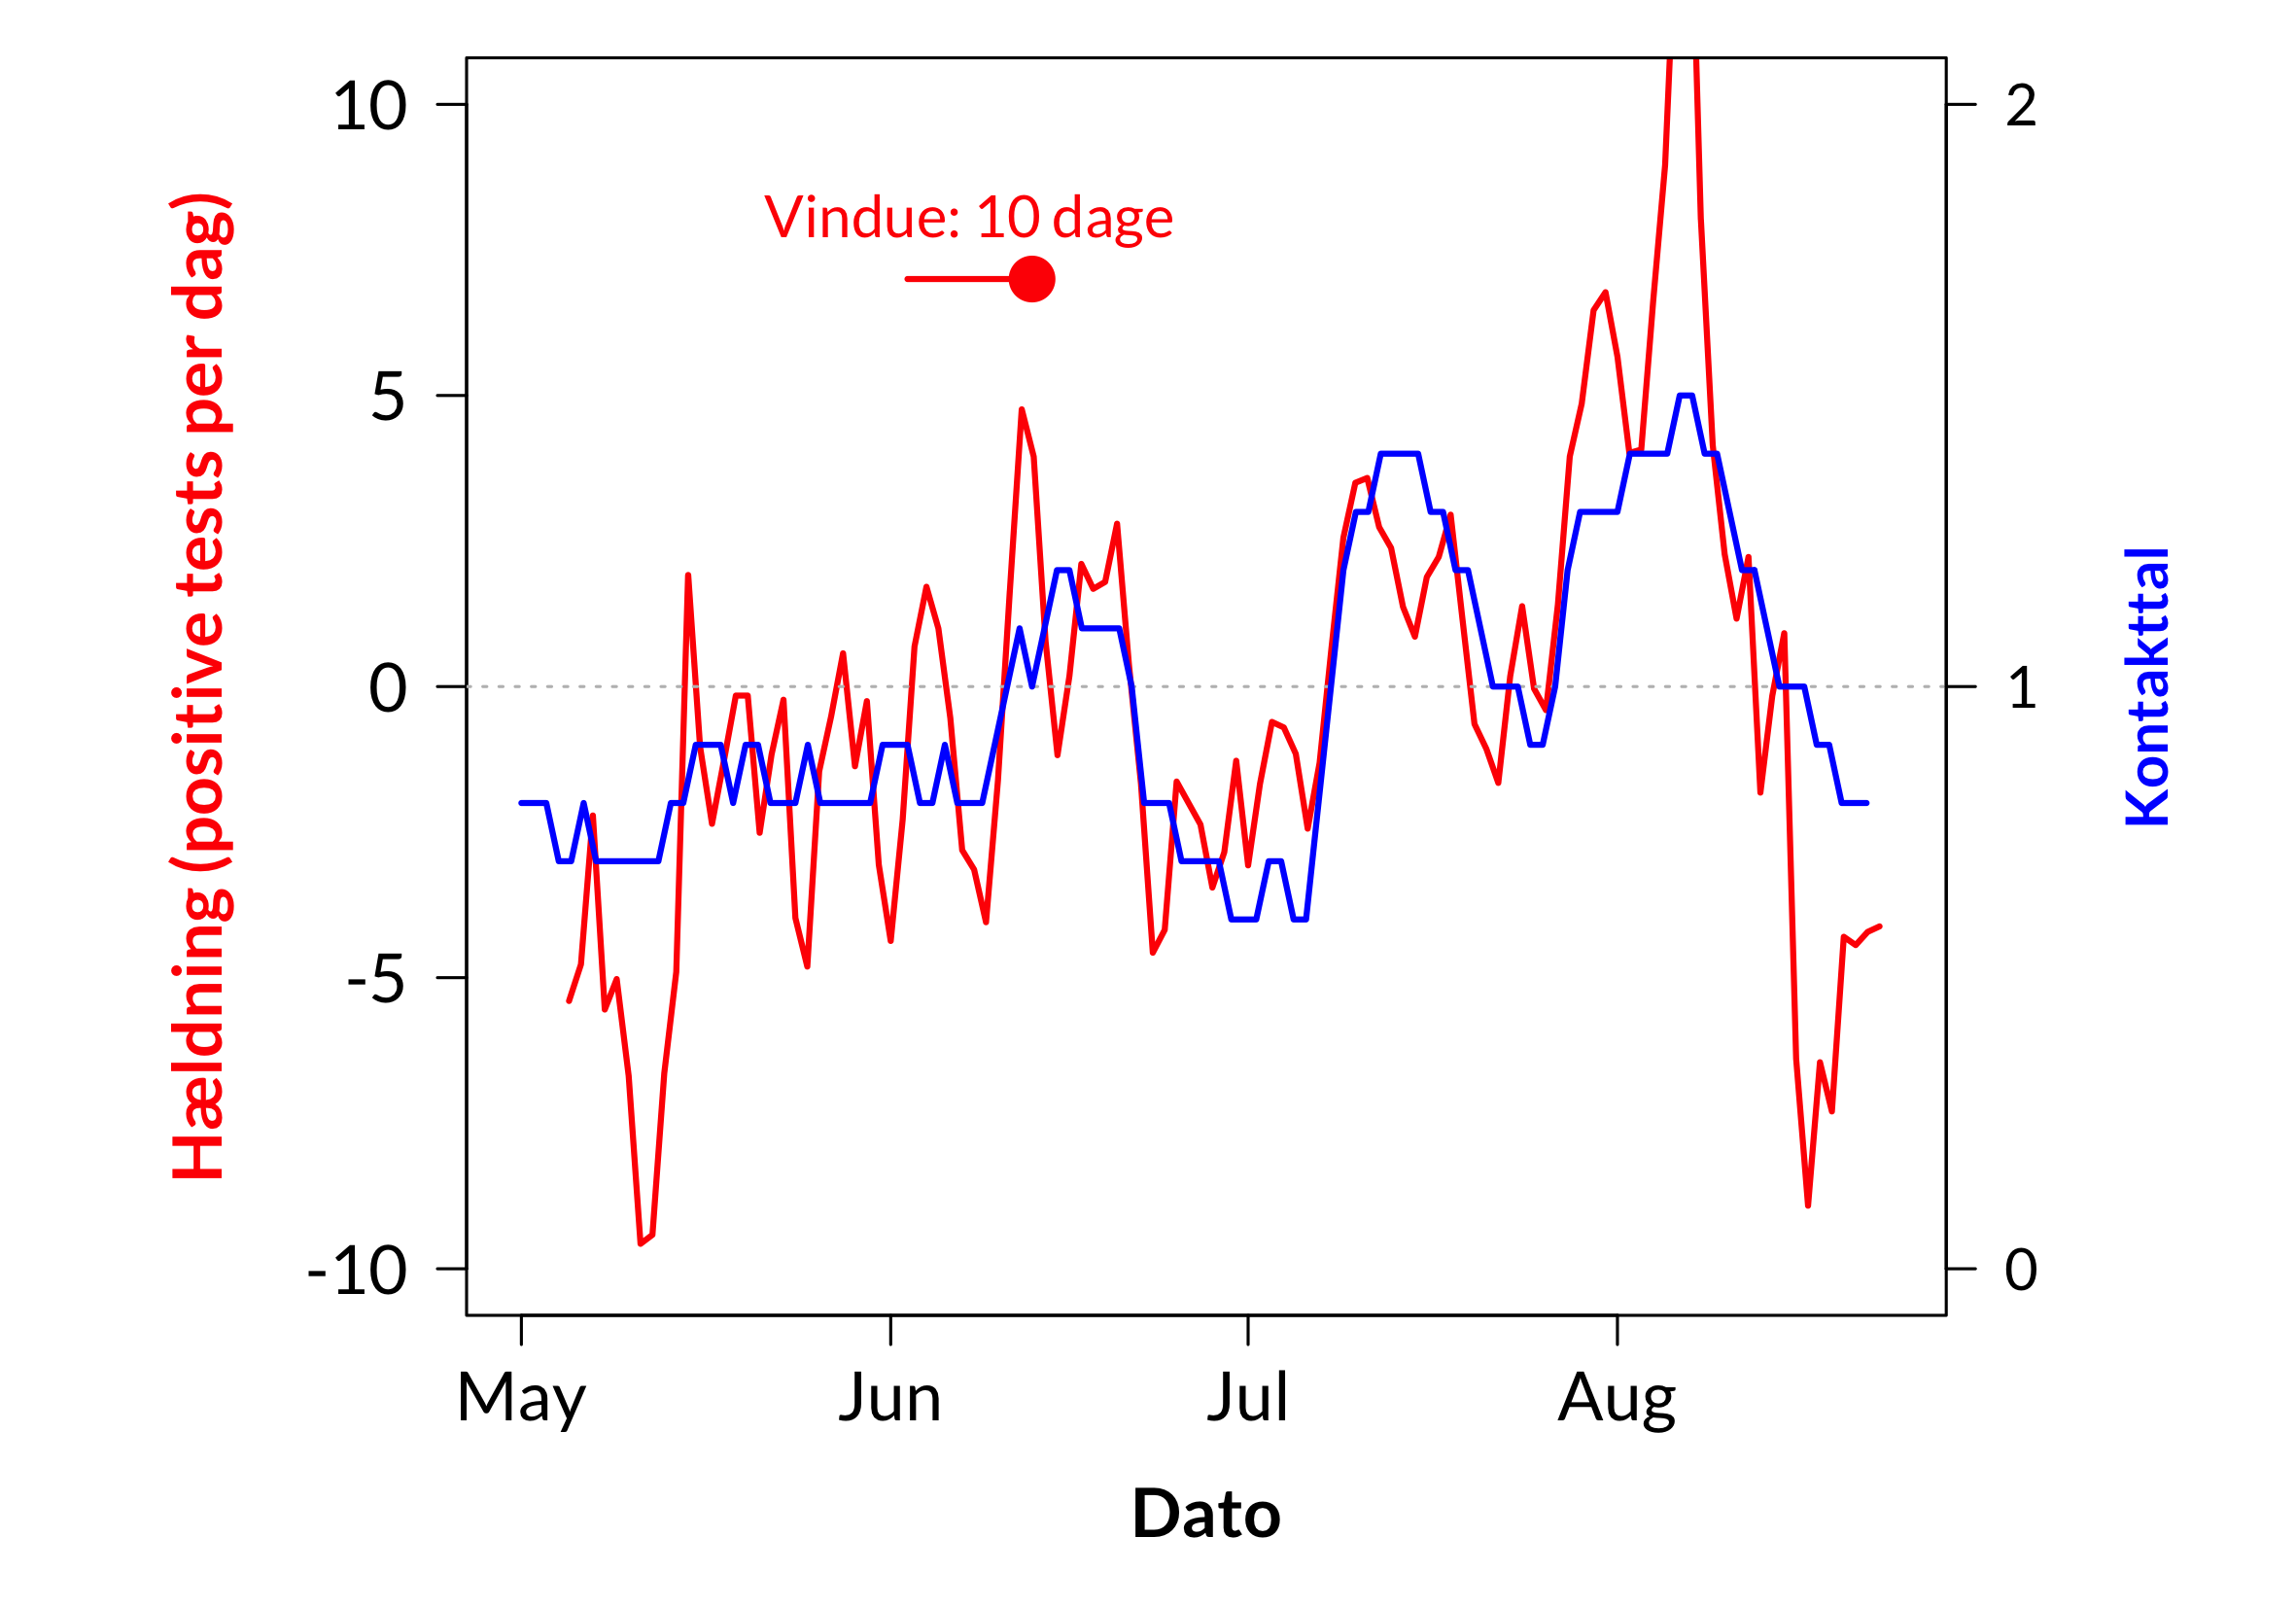 Hældning (positive tests per dag)
10
5
0
-5
-10
Vindue: 10 dage
2
1
0
Kontakttal
May
Jun
Jul
Aug
Dato